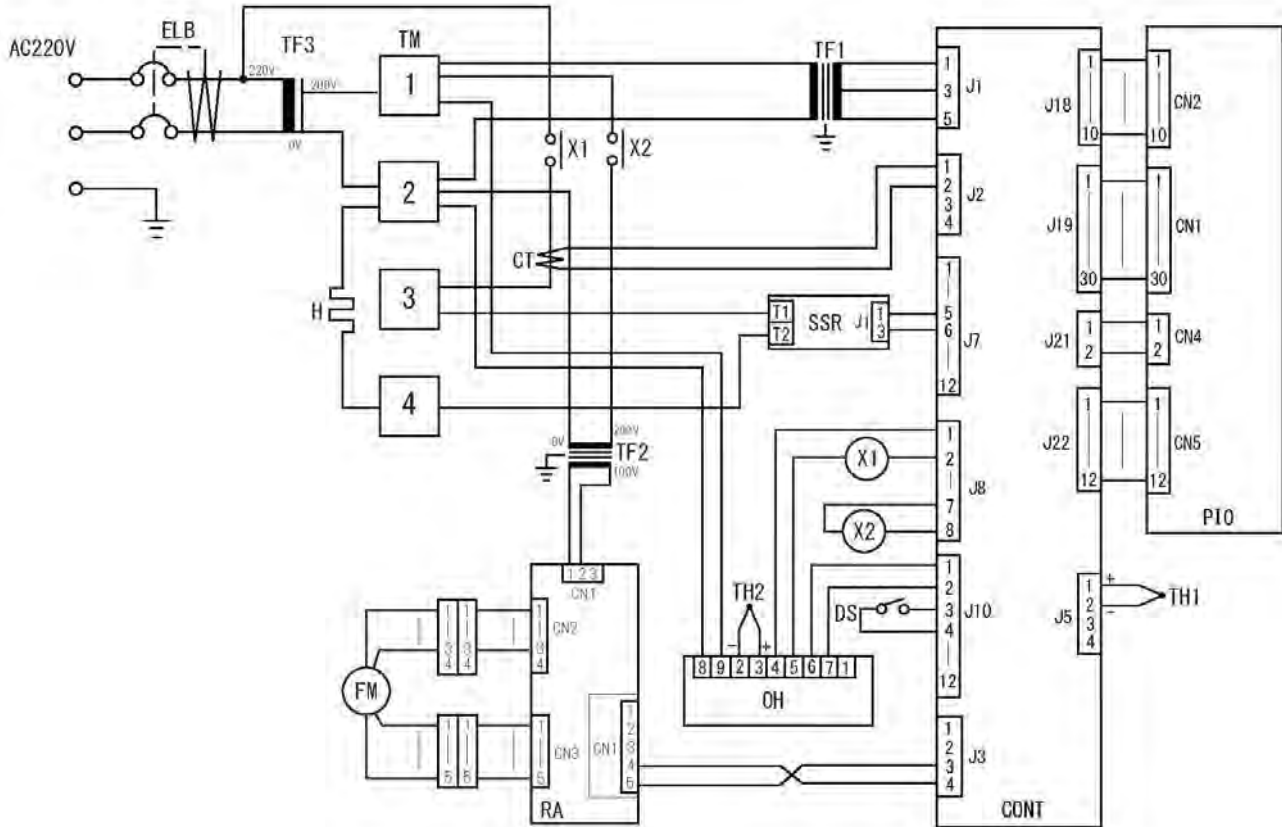 AC220V
ELB
TF3
TM
220V
200V
0V
1
2
3
4
H
X1
X2
CT
TF1
J1
1
3
5
J2
1
2
3
4
SSR
T1
T2
J1
1
3
J7
1
5
6
12
J8
1
2
7
8
X1
X2
J10
1
2
3
4
12
DS
J3
1
2
3
4
CONT
J18
1
10
CN2
1
10
J19
1
30
CN1
1
30
J21
1
2
CN4
1
2
J22
1
12
CN5
1
12
PIO
J5
1
2
3
4
+
-
TH1
0V
200V
TF2
100V
1 2 3
CN1
CN2
1
3
4
1
3
4
1
3
4
FM
CN3
1
5
1
5
1
5
CN1
1
2
3
4
5
RA
TH2
-
+
8 9 2 3 4 5 6 7 1
OH